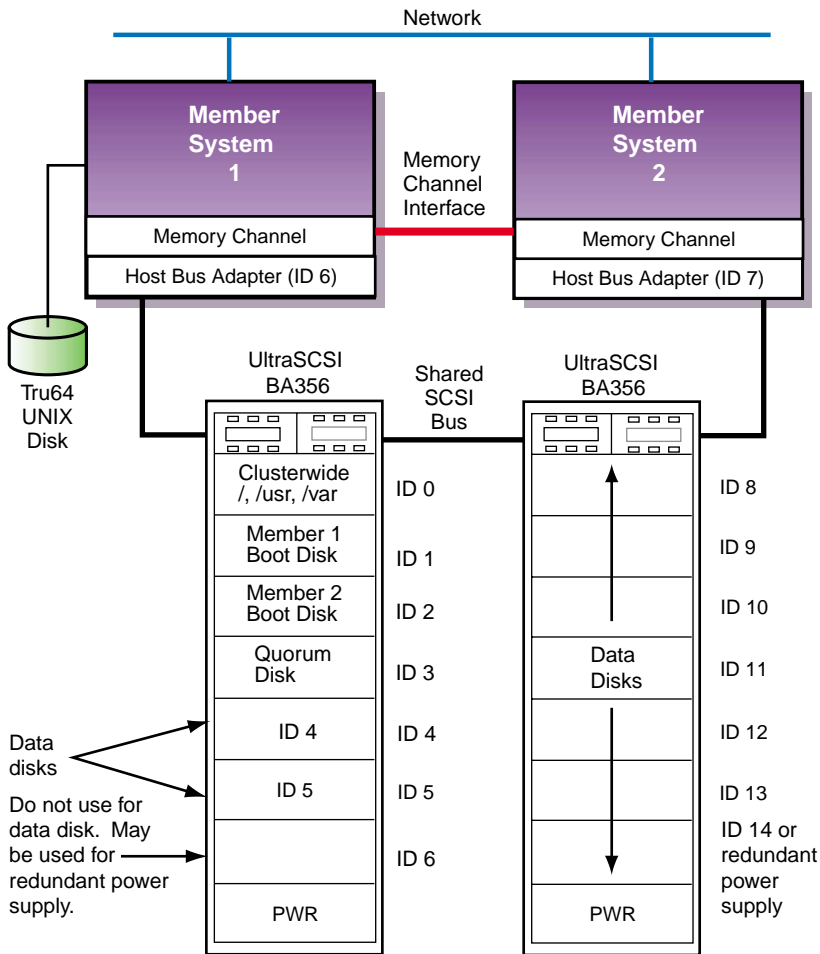 Network
Member
System
1
Member
System
2
Memory
Channel
Interface
Memory Channel
Memory Channel
Host Bus Adapter (ID 6)
Host Bus Adapter (ID 7)
Tru64
UNIX
Disk
UltraSCSI
BA356
Shared
SCSI
Bus
UltraSCSI
BA356
Clusterwide
/, /usr, /var
ID 0
ID 8
Member 1
Boot Disk
ID 1
ID 9
Member 2
Boot Disk
ID 2
ID 10
Quorum
Disk
ID 3
Data
Disks
ID 11
Data
disks
ID 4
ID 4
ID 12
ID 5
ID 5
ID 13
Do not use for
data disk. May
be used for
redundant power
supply.
ID 6
ID 14 or
redundant
power
supply
PWR
PWR